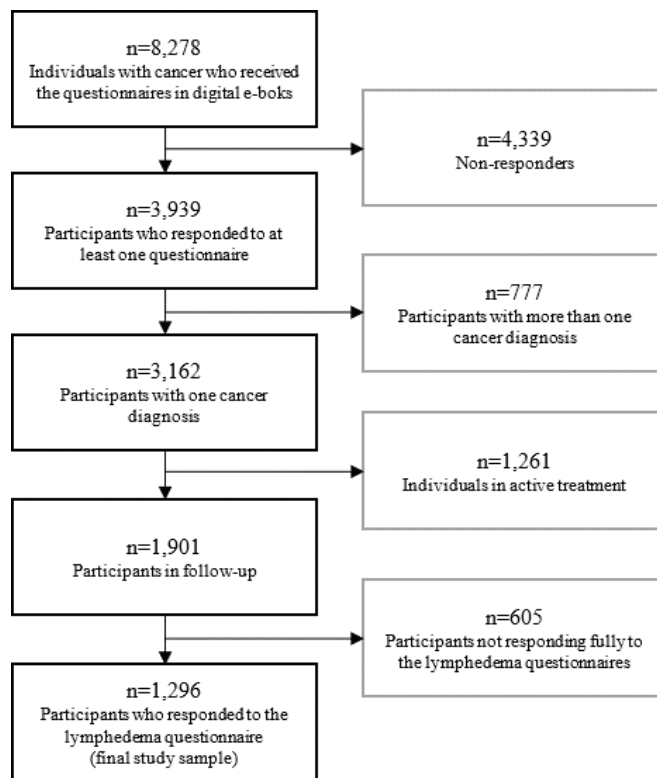 n=8,278
Individuals with cancer who received
the questionnaires in digital e-boks
n=4,339
Non-responders
n=3,939
Participants who responded to at
least one questionnaire
n=777
Participants with more than one
cancer diagnosis
n=3,162
Participants with one cancer
diagnosis
n=1,261
Individuals in active treatment
n=1,901
Participants in follow-up
n=605
Participants not responding fully to
the lymphedema questionnaires
n=1,296
Participants who responded to the
lymphedema questionnaire
(final study sample)